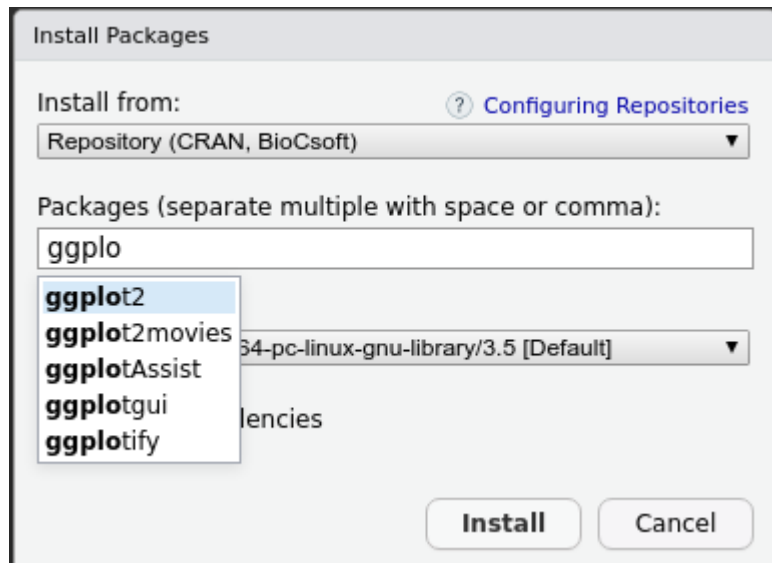 Install Packages
Install from:
? Configuring Repositories
Repository (CRAN, BioCsoft)
Packages (separate multiple with space or comma):
ggplo
ggplot2
ggplot2movies
64-pc-linux-gnu-library/3.5 [Default]
ggplotAssist
ggplotgui
ggplotify
Install
Cancel